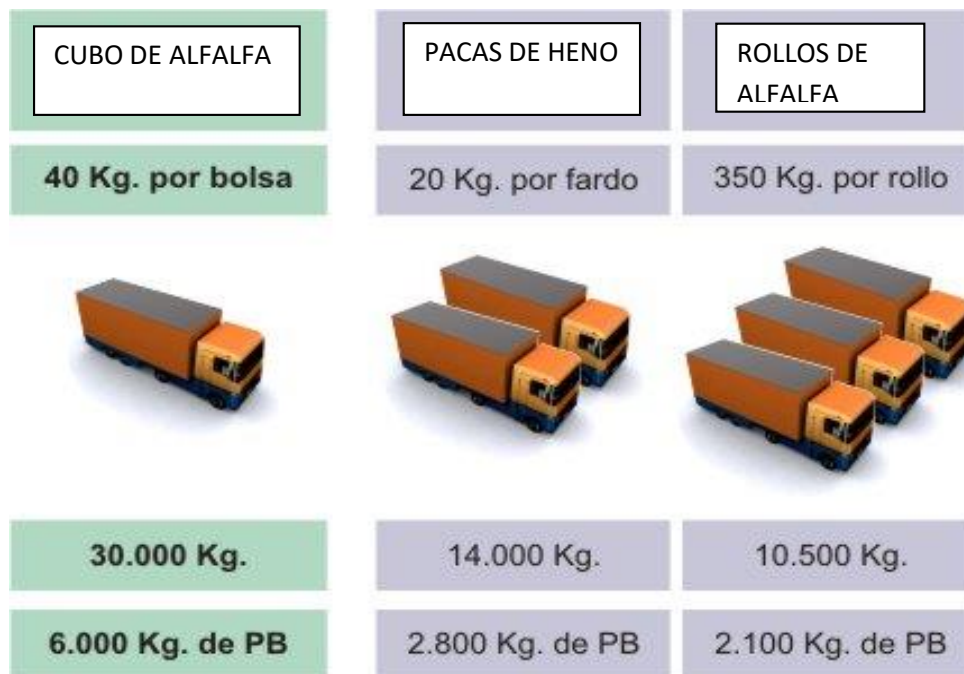 CUBO DE ALFALFA
PACAS DE HENO
ROLLOS DE
ALFALFA
40 Kg. por bolsa
20 Kg. por fardo
350 Kg. por rollo
30.000 Kg.
14.000 Kg.
10.500 Kg.
6.000 Kg. de PB
2.800 Kg. de PB
2.100 Kg. de PB